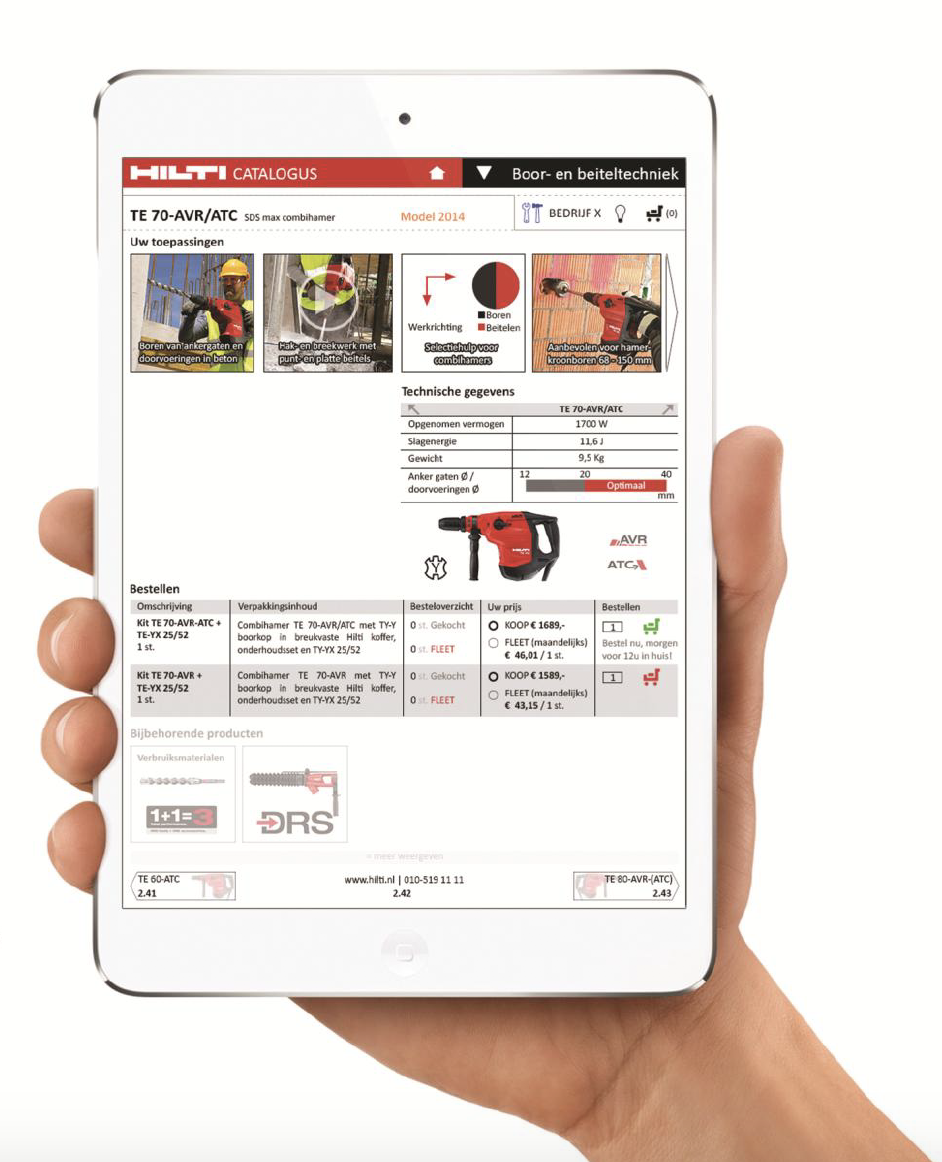 HILTI CATALOGUS
Boor- en beiteltechniek
TE 70-AVR/ATC SDS max combihamer
Model 2014
BEDRIJF X
(0)
Uw toepassingen
Boren van ankergaten en
doorvoeringen in beton
Hak- en breekwerk met
punt- en platte beitels
Werkrichting
Boren
Beitelen
Selectiehulp voor
combihamers
Aanbevolen voor hamer-
kroonboren 68 - 150 mm
Technische gegevens
TE 70-AVR/ATC
Opgenomen vermogen 1700 W
Slagenergie 11,6 J
Gewicht 9,5 Kg
Anker gaten Ø /
doorvoeringen Ø
12 20 40
Optimaal
mm
HILTI
Y
AVR
ATC
Bestellen
Omschrijving Verpakkingsinhoud Besteloverzicht Uw prijs Bestellen
Kit TE 70-AVR-ATC +
TE-YX 25/52
1 st.
Combihamer TE 70-AVR/ATC met TY-Y
boorkop in breukvaste Hilti koffer,
onderhoudsset en TY-YX 25/52
0 st. Gekocht
0 st. FLEET
KOOP € 1689,-
FLEET (maandelijks)
€ 46,01 / 1 st.
1
Bestel nu, morgen
voor 12u in huis!
Kit TE 70-AVR +
TE-YX 25/52
1 st.
Combihamer TE 70-AVR met TY-Y
boorkop in breukvaste Hilti koffer,
onderhoudsset en TY-YX 25/52
0 st. Gekocht
0 st. FLEET
KOOP € 1589,-
FLEET (maandelijks)
€ 43,15 / 1 st.
1
Bijbehorende producten
Verbruiksmaterialen
1+1=3
DRS
meer weergeven
TE 60-ATC
2.41
www.hilti.nl | 010-519 11 11
2.42
TE 80-AVR-(ATC)
2.43